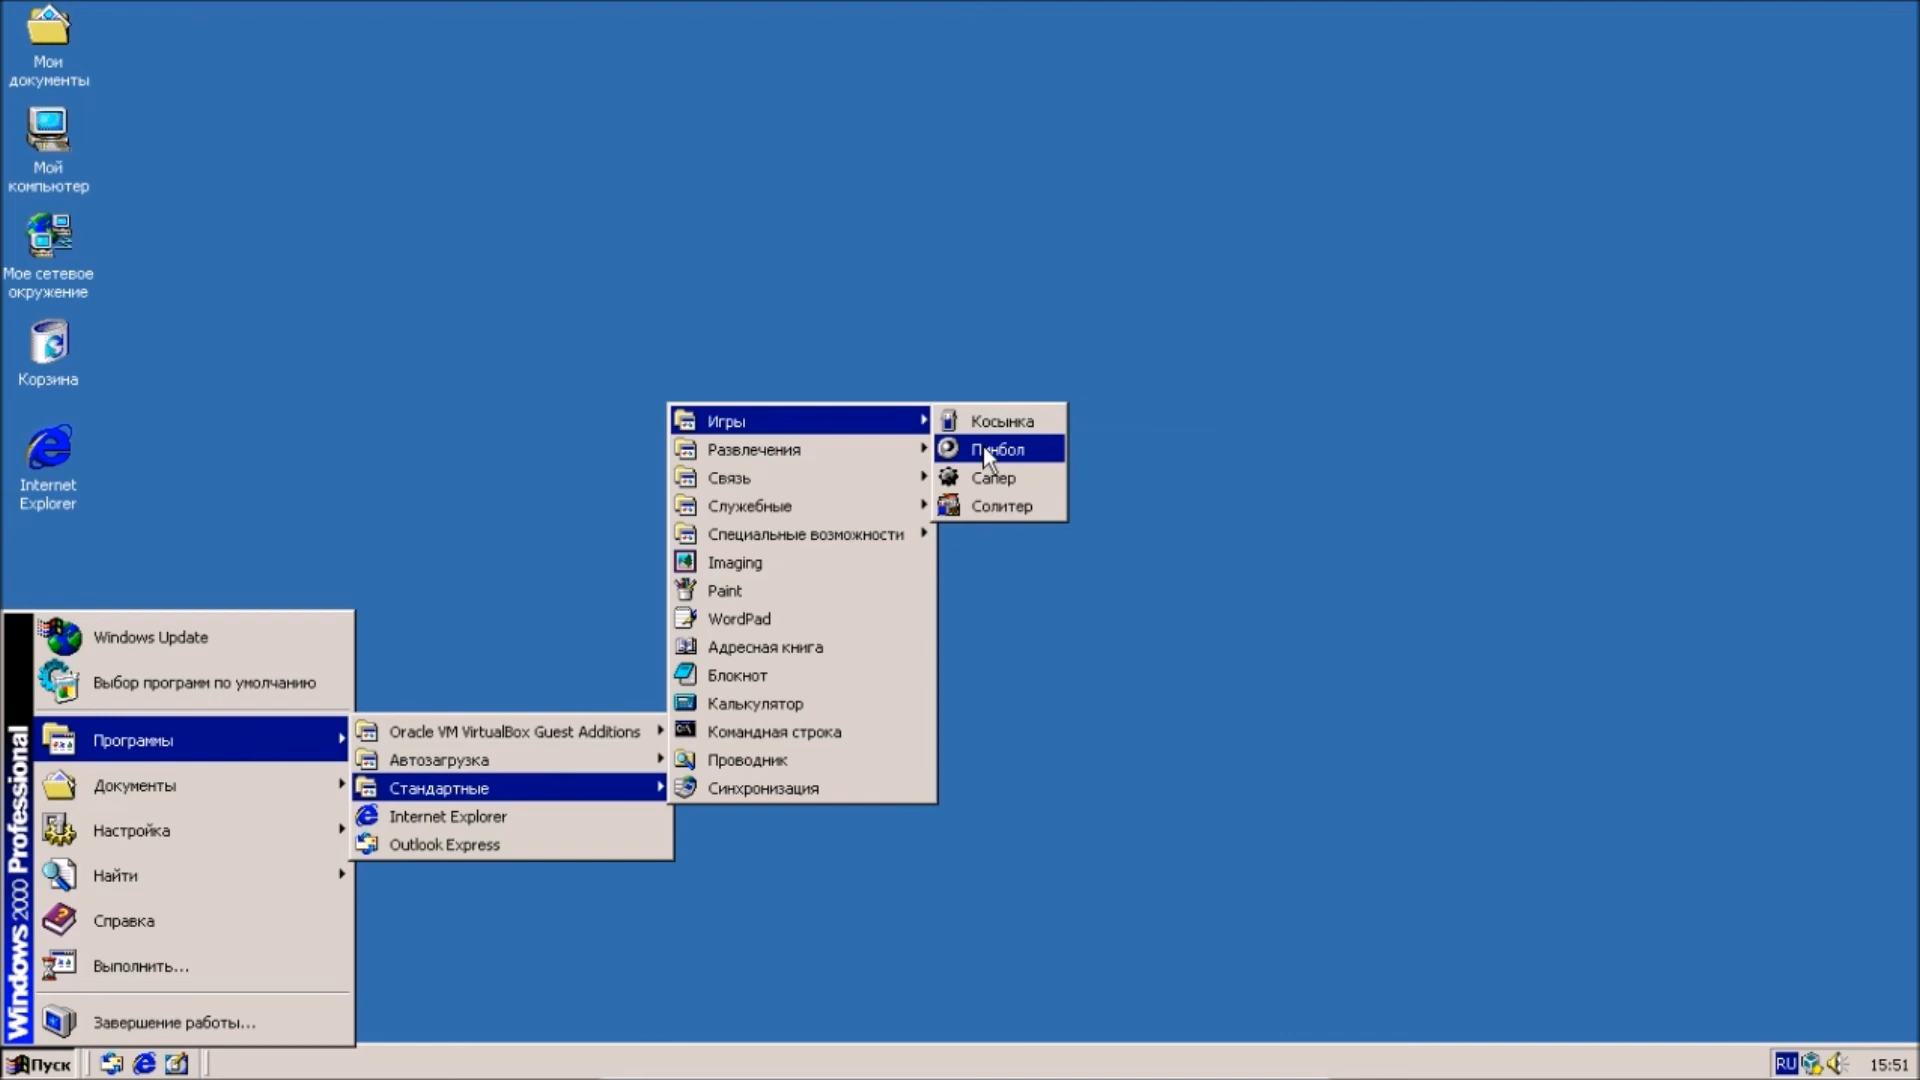 Мои
документы
Мой
компьютер
Мое сетевое
окружение
Корзина
Internet
Explorer
Windows 2000 Professional
Windows Update
Выбор программ по умолчанию
Программы
Документы
Настройка
Найти
Справка
Выполнить...
Завершение работы...
Oracle VM VirtualBox Guest Additions
Автозагрузка
Стандартные
Internet Explorer
Outlook Express
Игры
Развлечения
Связь
Служебные
Специальные возможности
Imaging
Paint
WordPad
Адресная книга
Блокнот
Калькулятор
Командная строка
Проводник
Синхронизация
Косынка
Пинбол
Сапер
Солитер
Пуск
RU
15:51